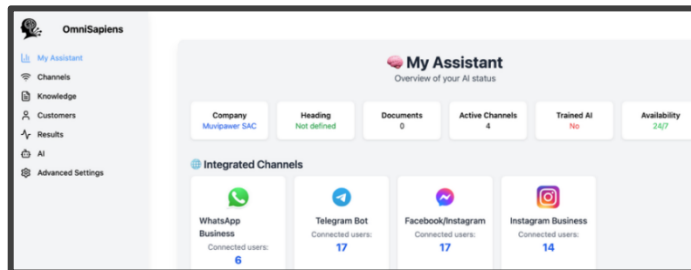 OmniSapiens
My Assistant
Channels
Knowledge
Customers
Results
AI
Advanced Settings
My Assistant
Overview of your AI status
Company
Muvipawer SAC
Heading
Not defined
Documents
0
Active Channels
4
Trained AI
No
Availability
24/7
Integrated Channels
WhatsApp
Business
Connected users:
6
Telegram Bot
Connected users:
17
Facebook/Instagram
Connected users:
17
Instagram Business
Connected users:
14